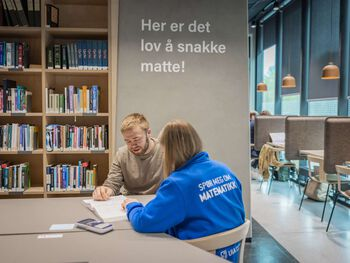 Her er det
lov å snakke
matte!
SPØR MEG OM
MATEMATIKK!